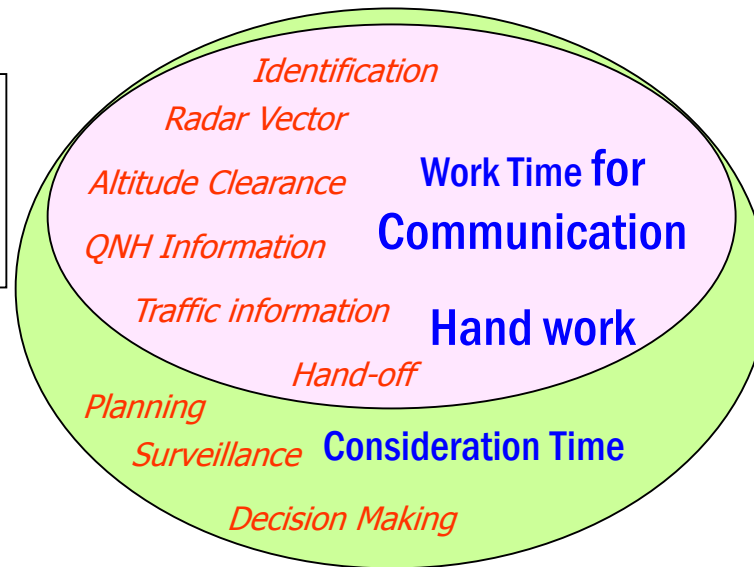 Identification
Radar Vector
Altitude Clearance
QNH Information
Traffic information
Hand-off
Work Time for
Communication
Hand work
Planning
Surveillance
Consideration Time
Decision Making